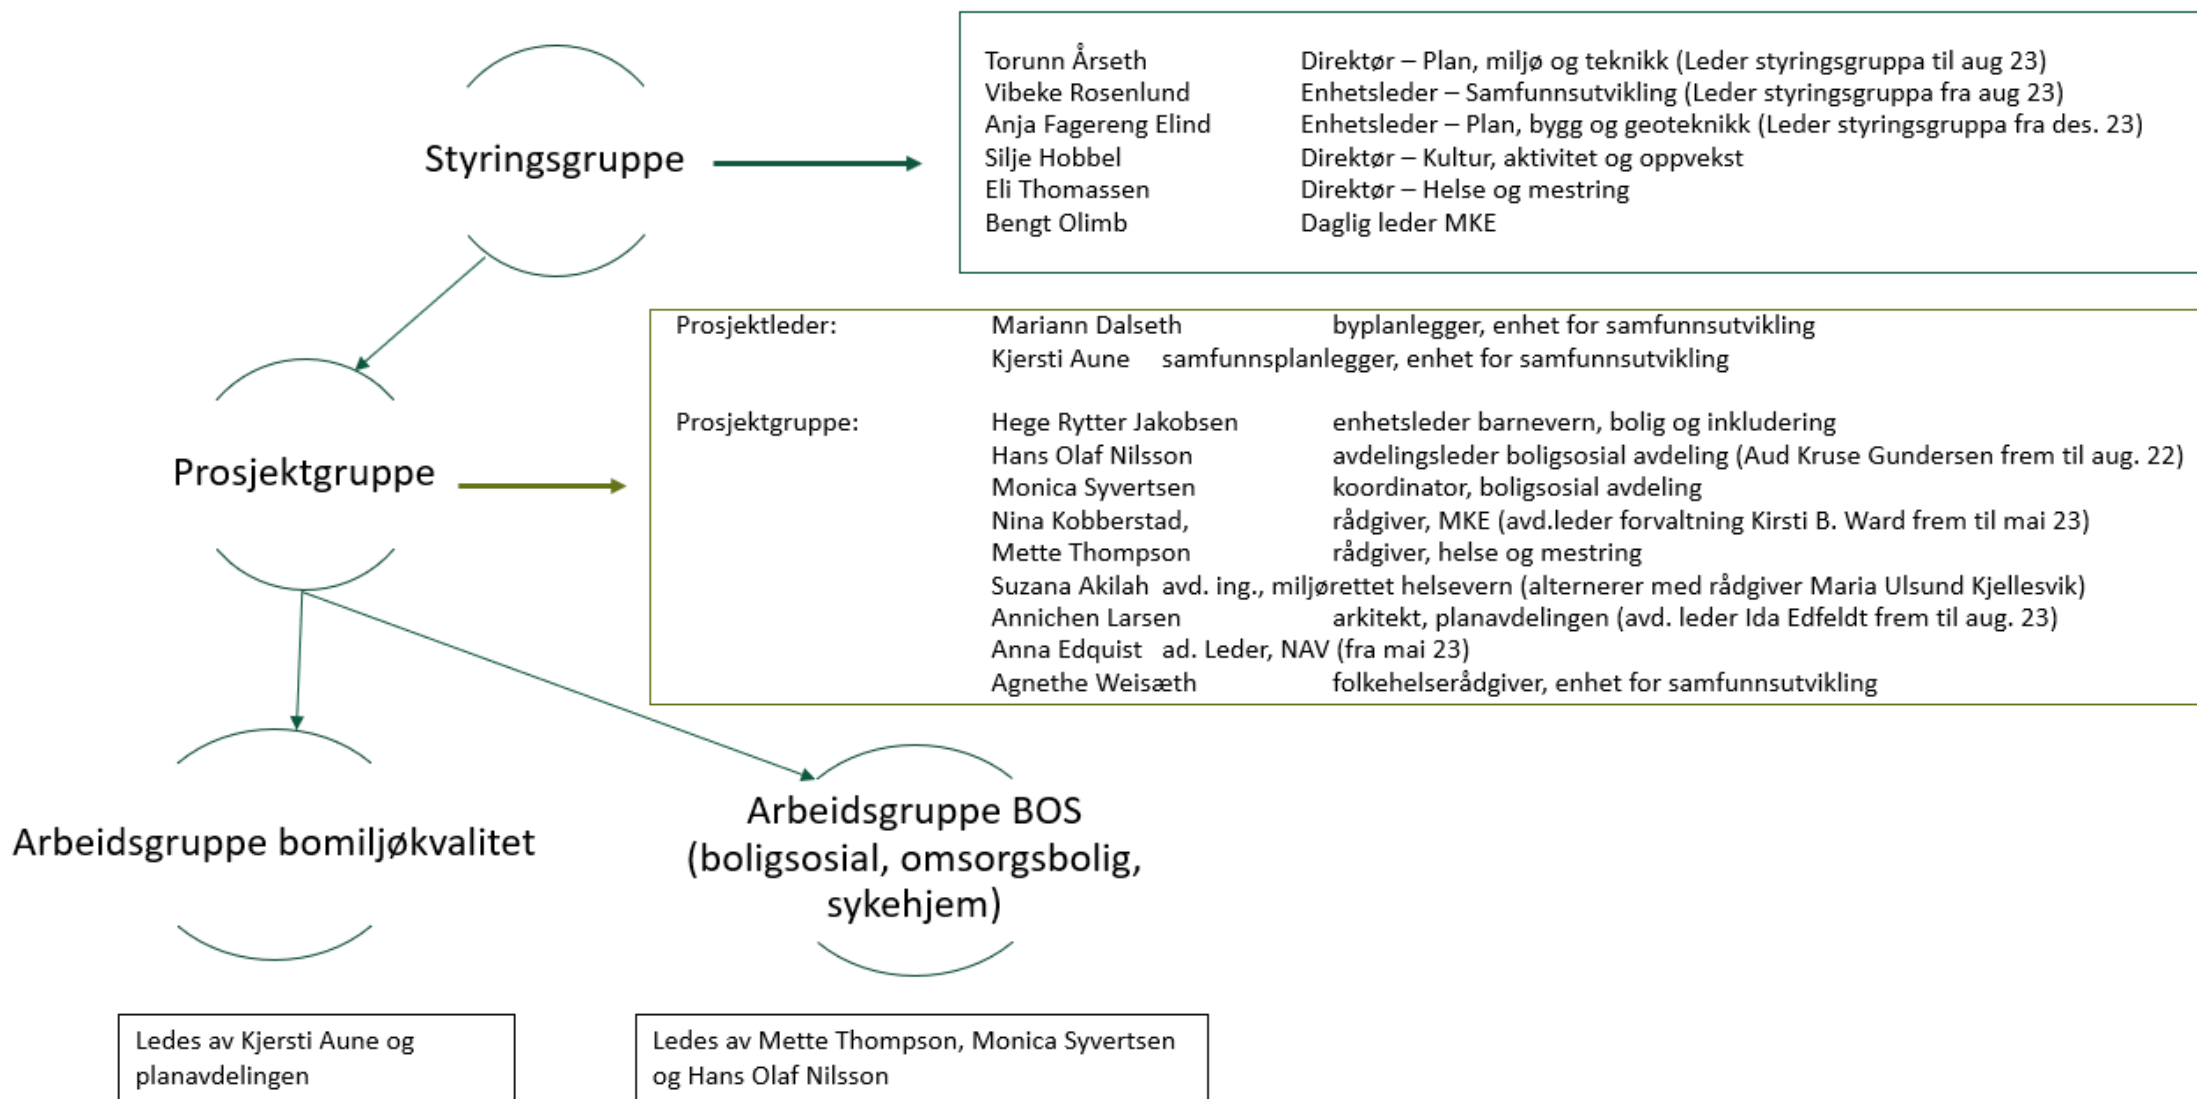 Styringsgruppe
Torunn Årseth Direktør – Plan, miljø og teknikk (Leder styringsgruppa til aug 23)
Vibeke Rosenlund Enhetsleder – Samfunnsutvikling (Leder styringsgruppa fra aug 23)
Anja Fagereng Elind Enhetsleder – Plan, bygg og geoteknikk (Leder styringsgruppa fra des. 23)
Silje Hobbel Direktør – Kultur, aktivitet og oppvekst
Eli Thomassen Direktør – Helse og mestring
Bengt Olimb Daglig leder MKE
Prosjektgruppe
Prosjektleder: Mariann Dalseth byplanlegger, enhet for samfunnsutvikling
Kjersti Aune samfunnsplanlegger, enhet for samfunnsutvikling
Prosjektgruppe: Hege Rytter Jakobsen enhetsleder barnevern, bolig og inkludering
Hans Olaf Nilsson avdelingsleder boligsosial avdeling (Aud Kruse Gundersen frem til aug. 22)
Monica Syvertsen koordinator, boligsosial avdeling
Nina Kobberstad, rådgiver, MKE (avd.leder forvaltning Kirsti B. Ward frem til mai 23)
Mette Thompson rådgiver, helse og mestring
Suzana Akilah avd. ing., miljørettet helsevern (alternerer med rådgiver Maria Ulsund Kjellesvik)
Annichen Larsen arkitekt, planavdelingen (avd. leder Ida Edfeldt frem til aug. 23)
Anna Edquist ad. Leder, NAV (fra mai 23)
Agnethe Weisæth folkehelserådgiver, enhet for samfunnsutvikling
Arbeidsgruppe bomiljøkvalitet
Arbeidsgruppe BOS
(boligsosial, omsorgsbolig,
sykehjem)
Ledes av Kjersti Aune og
planavdelingen
Ledes av Mette Thompson, Monica Syvertsen
og Hans Olaf Nilsson